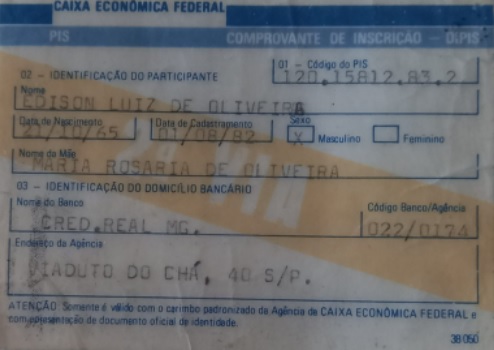 CAIXA ECONÔMICA FEDERAL
PIS COMPROVANTE DE INSCRIÇÃO - DIPIS
01 - Código do PIS
02 - IDENTIFICAÇÃO DO PARTICIPANTE 120.15812.83.2
Nome
EDISON LUIZ DE OLIVEIRA
Data de Nascimento Data de Cadastramento Sexo
21/10/65 01/08/82 X Masculino Feminino
Nome da Mãe
MARIA ROSARIA DE OLIVEIRA
03 - IDENTIFICAÇÃO DO DOMICÍLIO BANCÁRIO
Nome do Banco Código Banco/Agência
CRED.REAL MG. 022/0174
Endereço da Agência
VIADUTO DO CHÁ, 40 S/P.
ATENÇÃO: Somente é válido com o carimbo padronizado da Agência da CAIXA ECONÔMICA FEDERAL e
com apresentação de documento oficial de identidade.
38 050